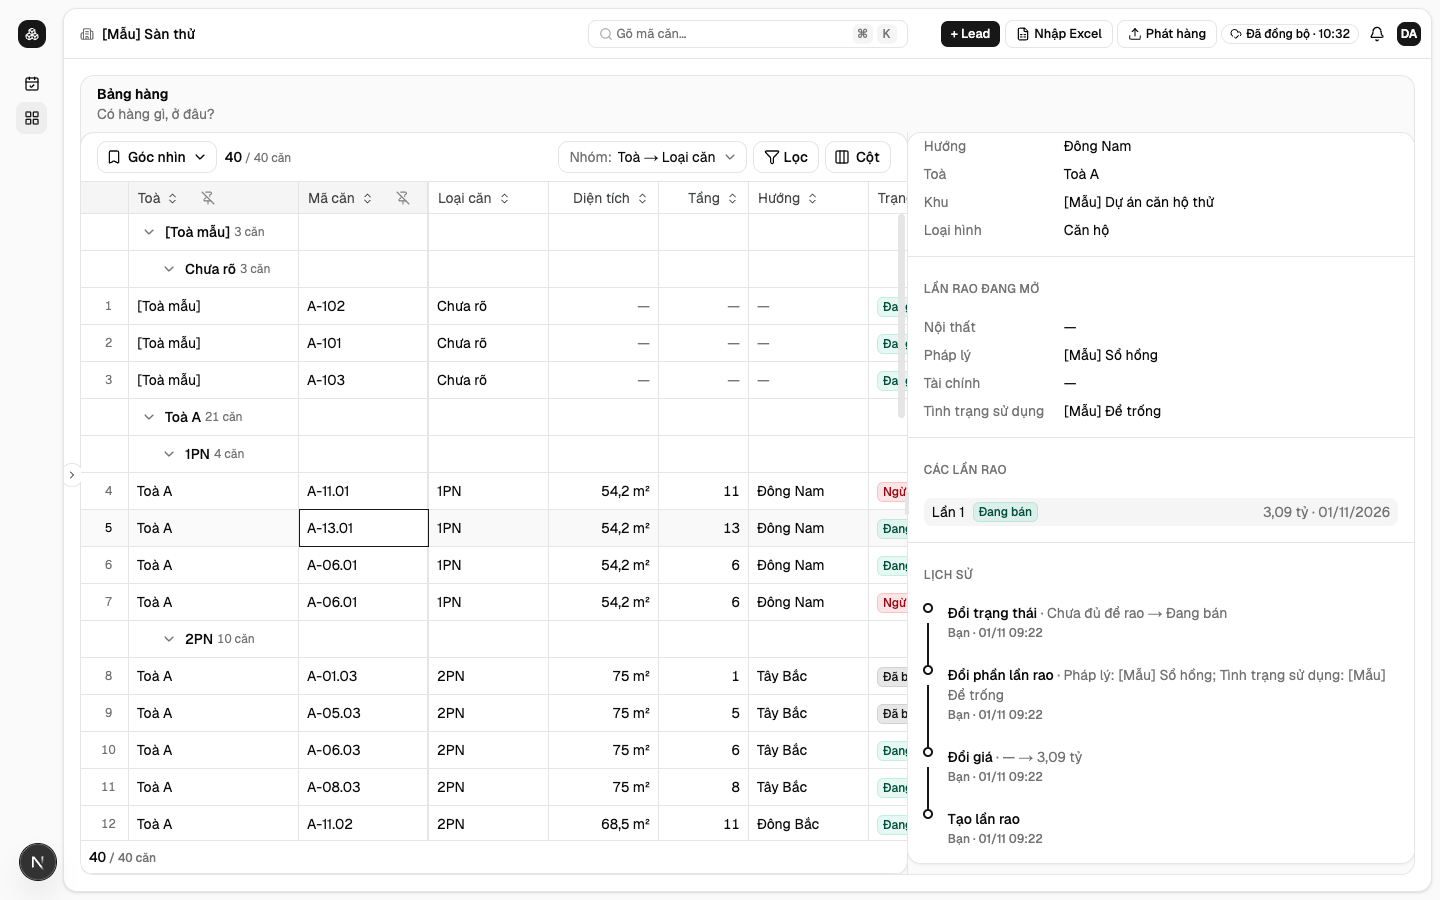 [Mẫu] Sàn thử
Gõ mã căn...
⌘ K
+ Lead
Nhập Excel
Phát hàng
Đã đồng bộ · 10:32
DA
Bảng hàng
Có hàng gì, ở đâu?
Góc nhìn
40 / 40 căn
Nhóm: Toà → Loại căn
Lọc
Cột
Toà Mã căn Loại căn Diện tích Tầng Hướng Trạn
[Toà mẫu] 3 căn
Chưa rõ 3 căn
1 [Toà mẫu] A-102 Chưa rõ — — — Đang
2 [Toà mẫu] A-101 Chưa rõ — — — Đang
3 [Toà mẫu] A-103 Chưa rõ — — — Đang
Toà A 21 căn
1PN 4 căn
4 Toà A A-11.01 1PN 54,2 m² 11 Đông Nam Ngừ
5 Toà A A-13.01 1PN 54,2 m² 13 Đông Nam Đang
6 Toà A A-06.01 1PN 54,2 m² 6 Đông Nam Đang
7 Toà A A-06.01 1PN 54,2 m² 6 Đông Nam Ngừ
2PN 10 căn
8 Toà A A-01.03 2PN 75 m² 1 Tây Bắc Đã b
9 Toà A A-05.03 2PN 75 m² 5 Tây Bắc Đã b
10 Toà A A-06.03 2PN 75 m² 6 Tây Bắc Đang
11 Toà A A-08.03 2PN 75 m² 8 Tây Bắc Đang
12 Toà A A-11.02 2PN 68,5 m² 11 Đông Bắc Đang
40 / 40 căn
N
Hướng Đông Nam
Toà Toà A
Khu [Mẫu] Dự án căn hộ thử
Loại hình Căn hộ
LẦN RAO ĐANG MỞ
Nội thất —
Pháp lý [Mẫu] Sổ hồng
Tài chính —
Tình trạng sử dụng [Mẫu] Để trống
CÁC LẦN RAO
Lần 1 Đang bán 3,09 tỷ · 01/11/2026
LỊCH SỬ
Đổi trạng thái · Chưa đủ để rao → Đang bán
Bạn · 01/11 09:22
Đổi phần lần rao · Pháp lý: [Mẫu] Sổ hồng; Tình trạng sử dụng: [Mẫu]
Để trống
Bạn · 01/11 09:22
Đổi giá · — → 3,09 tỷ
Bạn · 01/11 09:22
Tạo lần rao
Bạn · 01/11 09:22